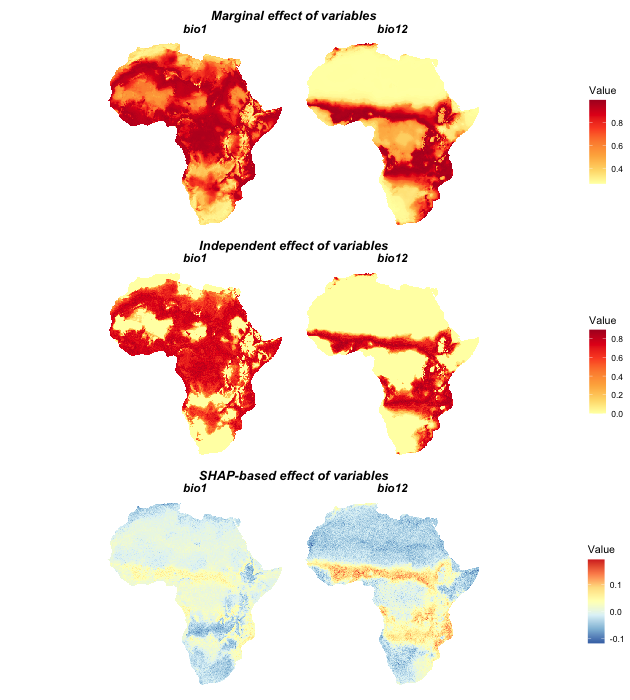 Marginal effect of variables
bio1 bio12
Value
0.8
0.6
0.4
Independent effect of variables
bio1 bio12
Value
0.8
0.6
0.4
0.2
0.0
SHAP-based effect of variables
bio1 bio12
Value
0.1
0.0
-0.1